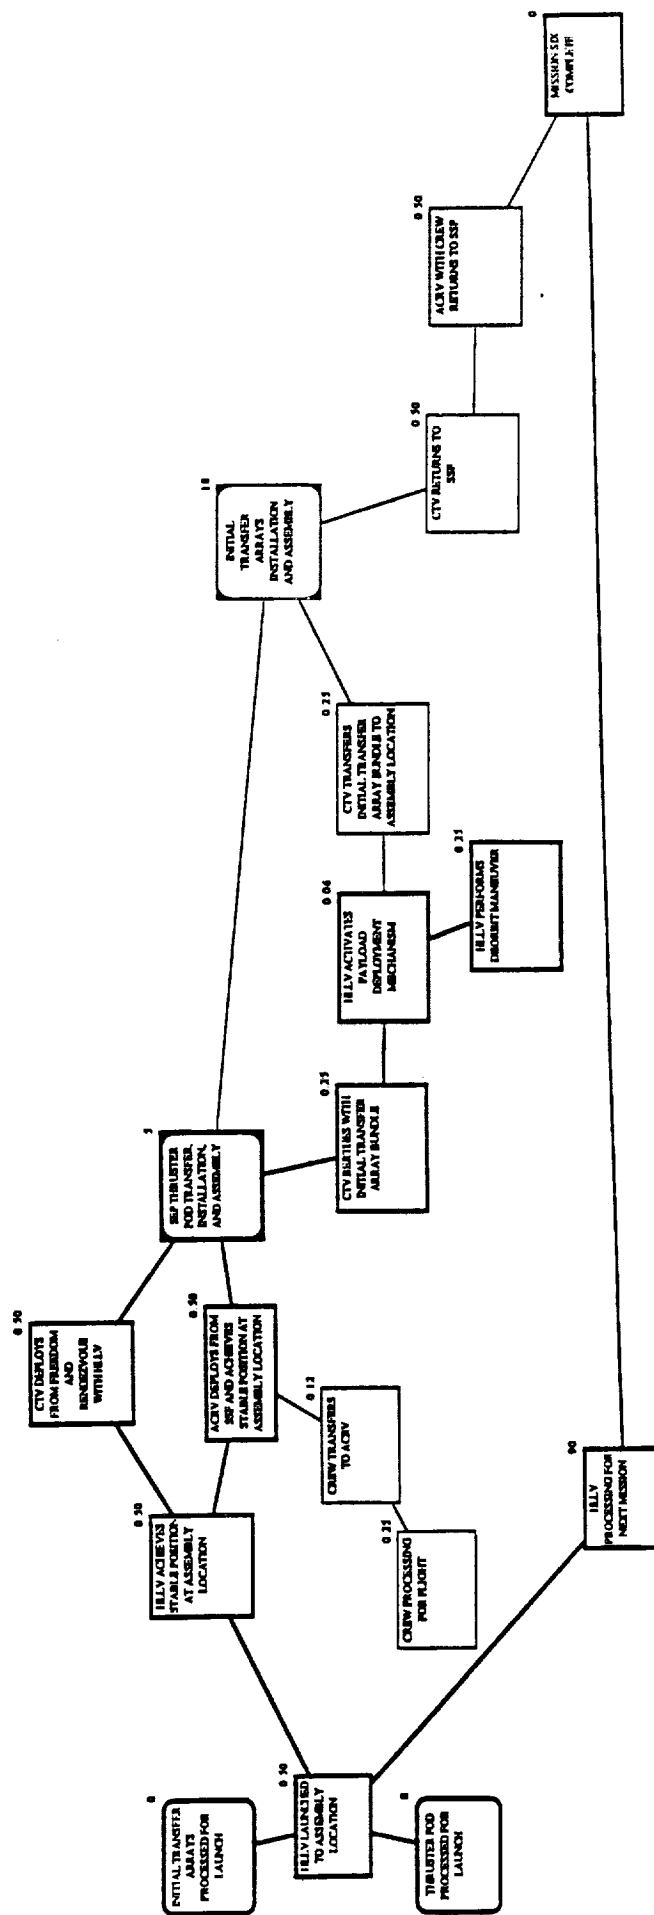 INITIAL TRANSFER
ARRAYS
PROCESSED FOR
LAUNCH
0 50
HLLV LAUNCHED
TO ASSEMBLY
LOCATION
THRUSTER POD
PROCESSED FOR
LAUNCH
0 50
HLLV ACHIEVES
STABLE POSITION
AT ASSEMBLY
LOCATION
0 25
CREW PROCESSING
FOR FLIGHT
90
HLLV
PROCESSING FOR
NEXT MISSION
0 50
CTV DEPLOYS
FROM FREEDOM
AND
RENDEZVOUR
WITH HLLV
0 50
ACRV DEPLOYS FROM
SSF AND ACHIEVES
STABLE POSITION AT
ASSEMBLY LOCATION
0 12
CREW TRANSFERS
TO ACRV
SEP THRUSTER
POD TRANSFER,
INSTALLATION,
AND ASSEMBLY
0 25
CTV BERTHES WITH
INITIAL TRANSFER
ARRAY BUNDLE
0 06
HLLV ACTIVATES
PAYLOAD
DEPLOYMENT
MECHANISM
0 25
HLLV PERFORMS
DEORBIT MANEUVER
0 25
CTV TRANSFERS
INITIAL TRANSFER
ARRAY BUNDLE TO
ASSEMBLY LOCATION
INITIAL
TRANSFER
ARRAYS
INSTALLATION
AND ASSEMBLY
0 50
CTV RETURNS TO
SSF
0 50
ACRV WITH CREW
RETURNS TO SSF
0
MISSION SIX
COMPLETE